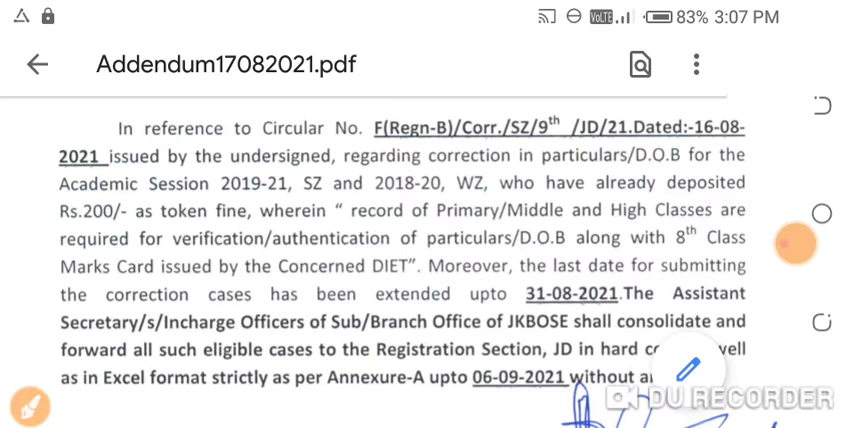 VoLTE 83% 3:07 PM
Addendum17082021.pdf
In reference to Circular No. F(Regn-B)/Corr./SZ/9th /JD/21.Dated:-16-08-
2021 issued by the undersigned, regarding correction in particulars/D.O.B for the
Academic Session 2019-21, SZ and 2018-20, WZ, who have already deposited
Rs.200/- as token fine, wherein “ record of Primary/Middle and High Classes are
required for verification/authentication of particulars/D.O.B along with 8th Class
Marks Card issued by the Concerned DIET”. Moreover, the last date for submitting
the correction cases has been extended upto 31-08-2021.The Assistant
Secretary/s/Incharge Officers of Sub/Branch Office of JKBOSE shall consolidate and
forward all such eligible cases to the Registration Section, JD in hard
as in Excel format strictly as per Annexure-A upto 06-09-2021 without
DU RECORDER